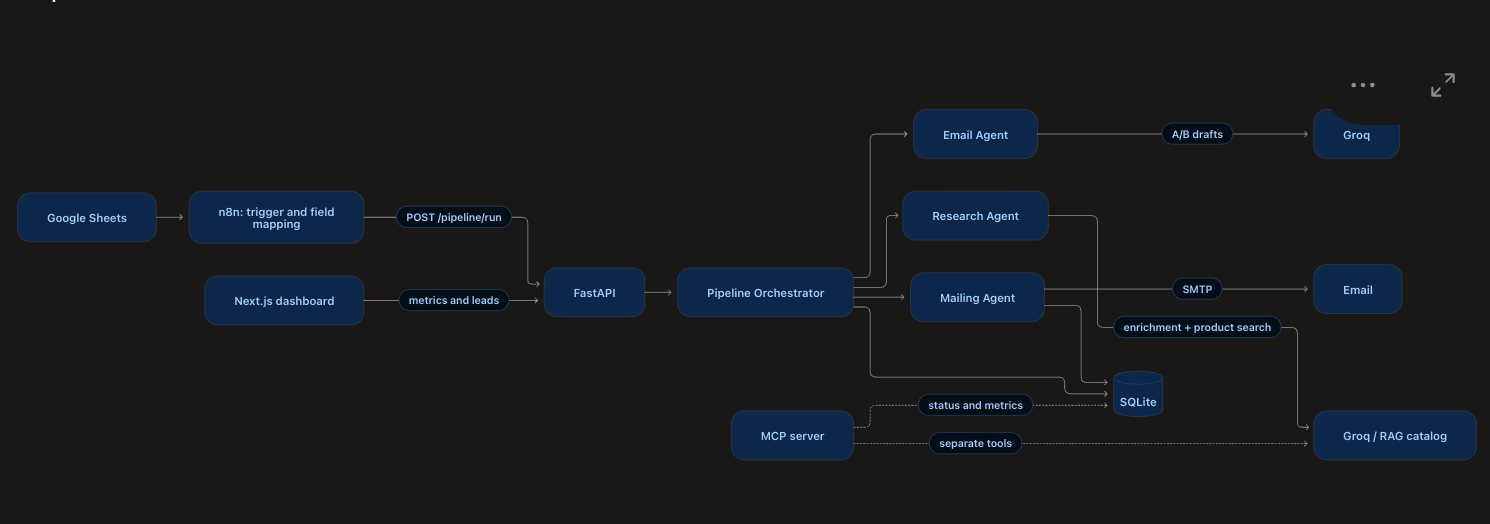 Email Agent
A/B drafts
Groq
Google Sheets
n8n: trigger and field
mapping
POST /pipeline/run
Research Agent
Next.js dashboard
metrics and leads
FastAPI
Pipeline Orchestrator
Mailing Agent
SMTP
Email
enrichment + product search
SQLite
status and metrics
MCP server
separate tools
Groq / RAG catalog